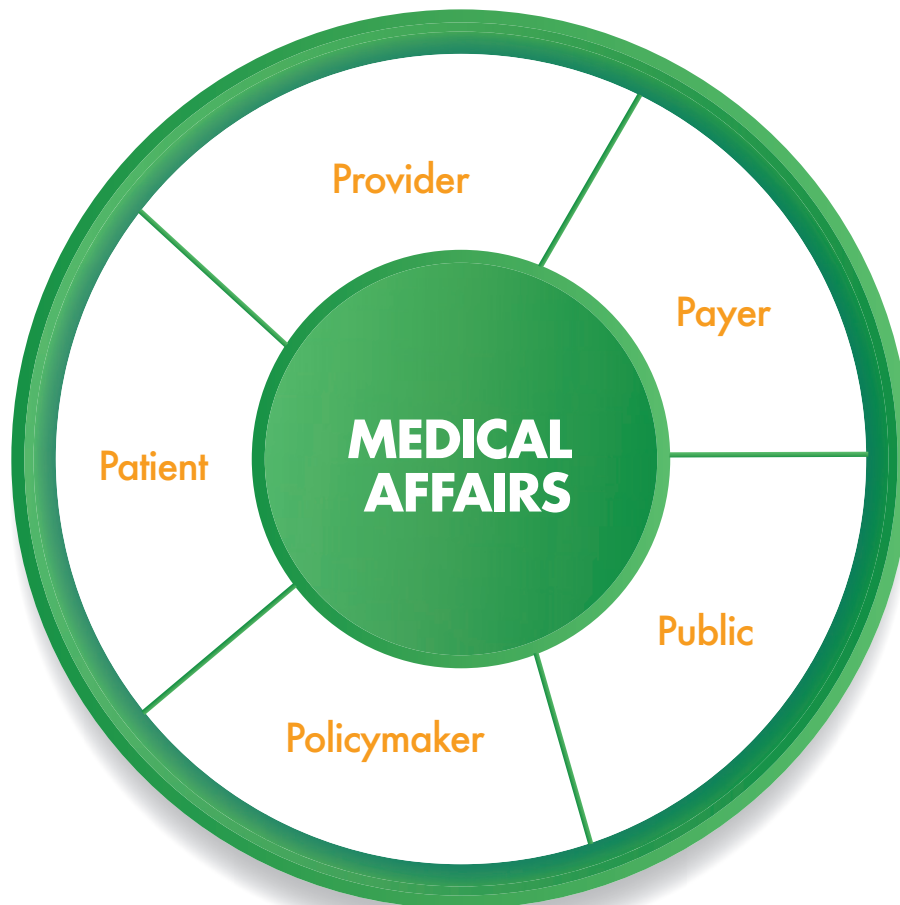 Provider
Payer
MEDICAL
AFFAIRS
Patient
Public
Policymaker